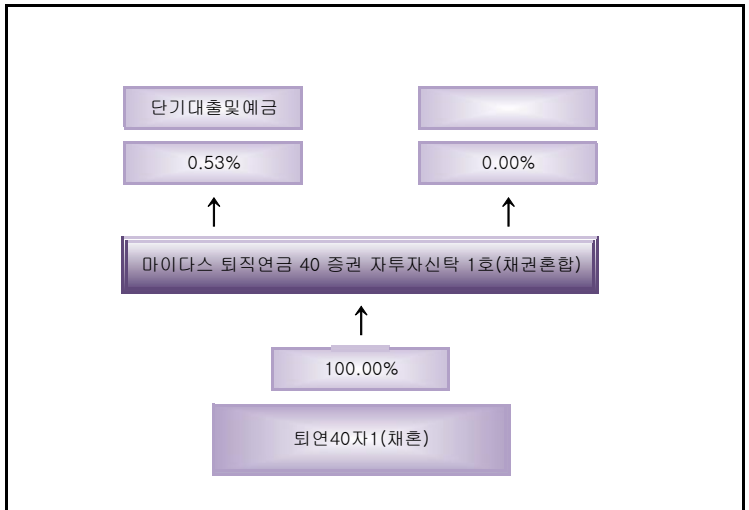 단기대출및예금
0.53%
0.00%
마이다스 퇴직연금 40 증권 자투자신탁 1호(채권혼합)
100.00%
퇴연40자1(채혼)